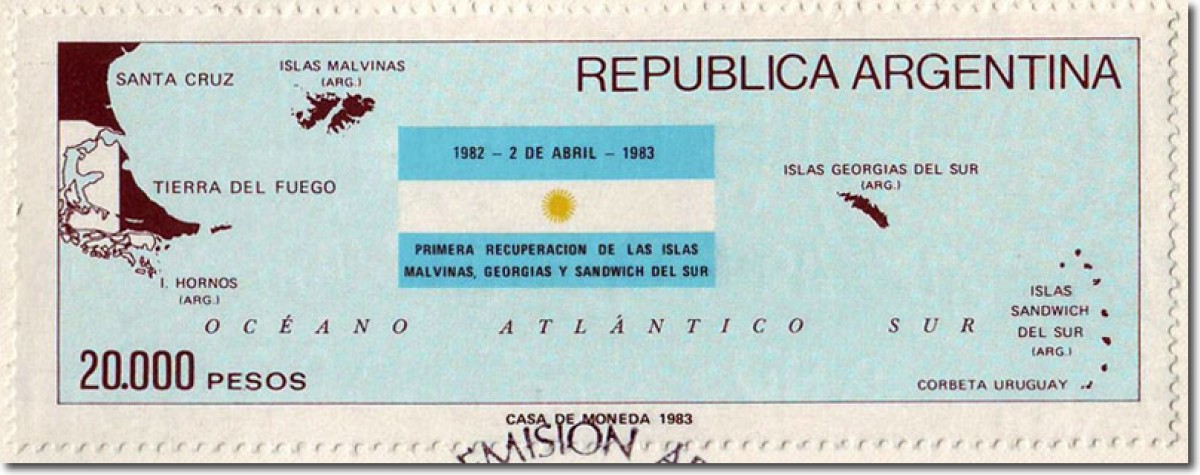 REPUBLICA ARGENTINA
SANTA CRUZ
ISLAS MALVINAS
(ARG.)
1982 – 2 DE ABRIL – 1983
ISLAS GEORGIAS DEL SUR
(ARG.)
TIERRA DEL FUEGO
PRIMERA RECUPERACION DE LAS ISLAS
MALVINAS, GEORGIAS Y SANDWICH DEL SUR
I. HORNOS
(ARG.)
ISLAS
SANDWICH
DEL SUR
(ARG.)
OCÉANO ATLÁNTICO SUR
20.000 PESOS
CORBETA URUGUAY
CASA DE MONEDA 1983
EMISION